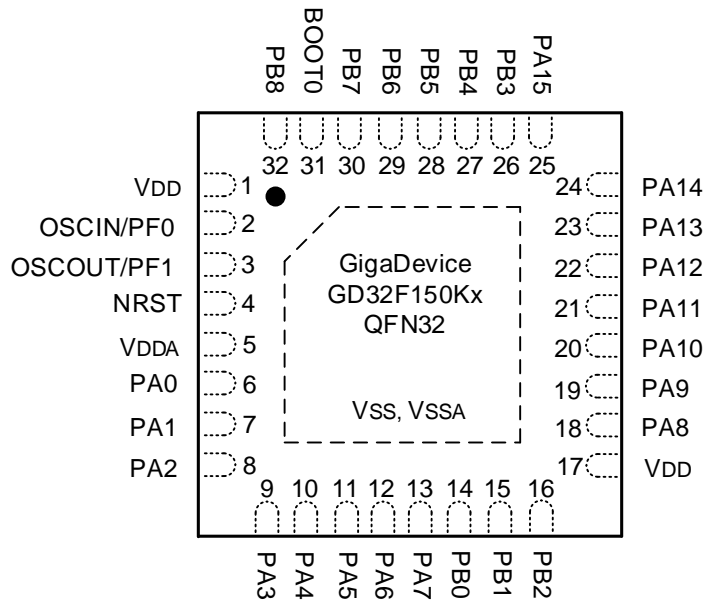 PB8 BOOT0 PB7 PB6 PB5 PB4 PB3 PA15
32 31 30 29 28 27 26 25
VDD 1
OSCIN/PF0 2
OSCOUT/PF1 3
NRST 4
VDDA 5
PA0 6
PA1 7
PA2 8
GigaDevice
GD32F150Kx
QFN32
VSS, VSSA
24 PA14
23 PA13
22 PA12
21 PA11
20 PA10
19 PA9
18 PA8
17 VDD
9 10 11 12 13 14 15 16
PA3 PA4 PA5 PA6 PA7 PB0 PB1 PB2